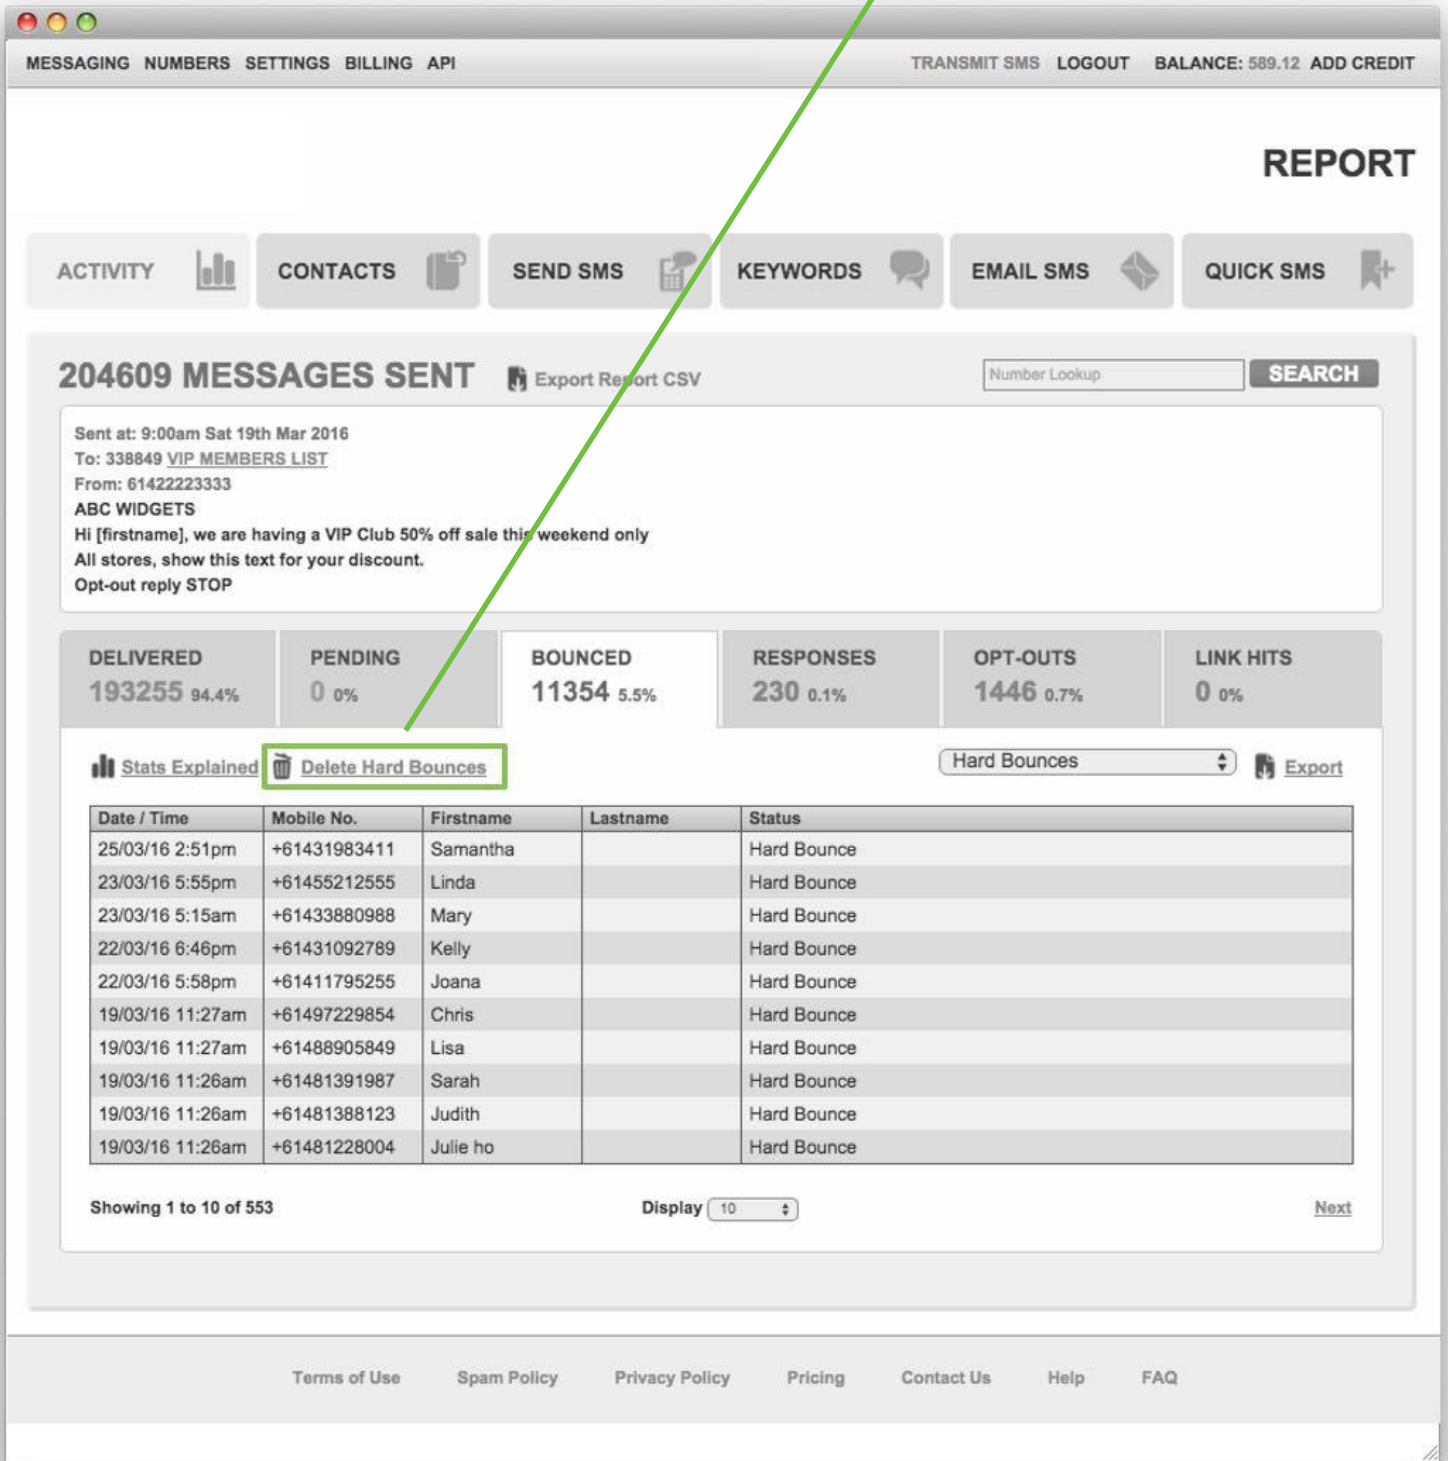 MESSAGING NUMBERS SETTINGS BILLING API TRANSMIT SMS LOGOUT BALANCE: 589.12 ADD CREDIT
REPORT
ACTIVITY CONTACTS SEND SMS KEYWORDS EMAIL SMS QUICK SMS
204609 MESSAGES SENT Export Report CSV Number Lookup SEARCH
Sent at: 9:00am Sat 19th Mar 2016
To: 338849 VIP MEMBERS LIST
From: 61422223333
ABC WIDGETS
Hi [firstname], we are having a VIP Club 50% off sale this weekend only
All stores, show this text for your discount.
Opt-out reply STOP
DELIVERED PENDING BOUNCED RESPONSES OPT-OUTS LINK HITS
193255 94.4% 0 0% 11354 5.5% 230 0.1% 1446 0.7% 0 0%
Stats Explained Delete Hard Bounces Hard Bounces Export
Date / Time Mobile No. Firstname Lastname Status
25/03/16 2:51pm +61431983411 Samantha Hard Bounce
23/03/16 5:55pm +61455212555 Linda Hard Bounce
23/03/16 5:15am +61433880988 Mary Hard Bounce
22/03/16 6:46pm +61431092789 Kelly Hard Bounce
22/03/16 5:58pm +61411795255 Joana Hard Bounce
19/03/16 11:27am +61497229854 Chris Hard Bounce
19/03/16 11:27am +61488905849 Lisa Hard Bounce
19/03/16 11:26am +61481391987 Sarah Hard Bounce
19/03/16 11:26am +61481388123 Judith Hard Bounce
19/03/16 11:26am +61481228004 Julie ho Hard Bounce
Showing 1 to 10 of 553 Display 10 Next
Terms of Use Spam Policy Privacy Policy Pricing Contact Us Help FAQ